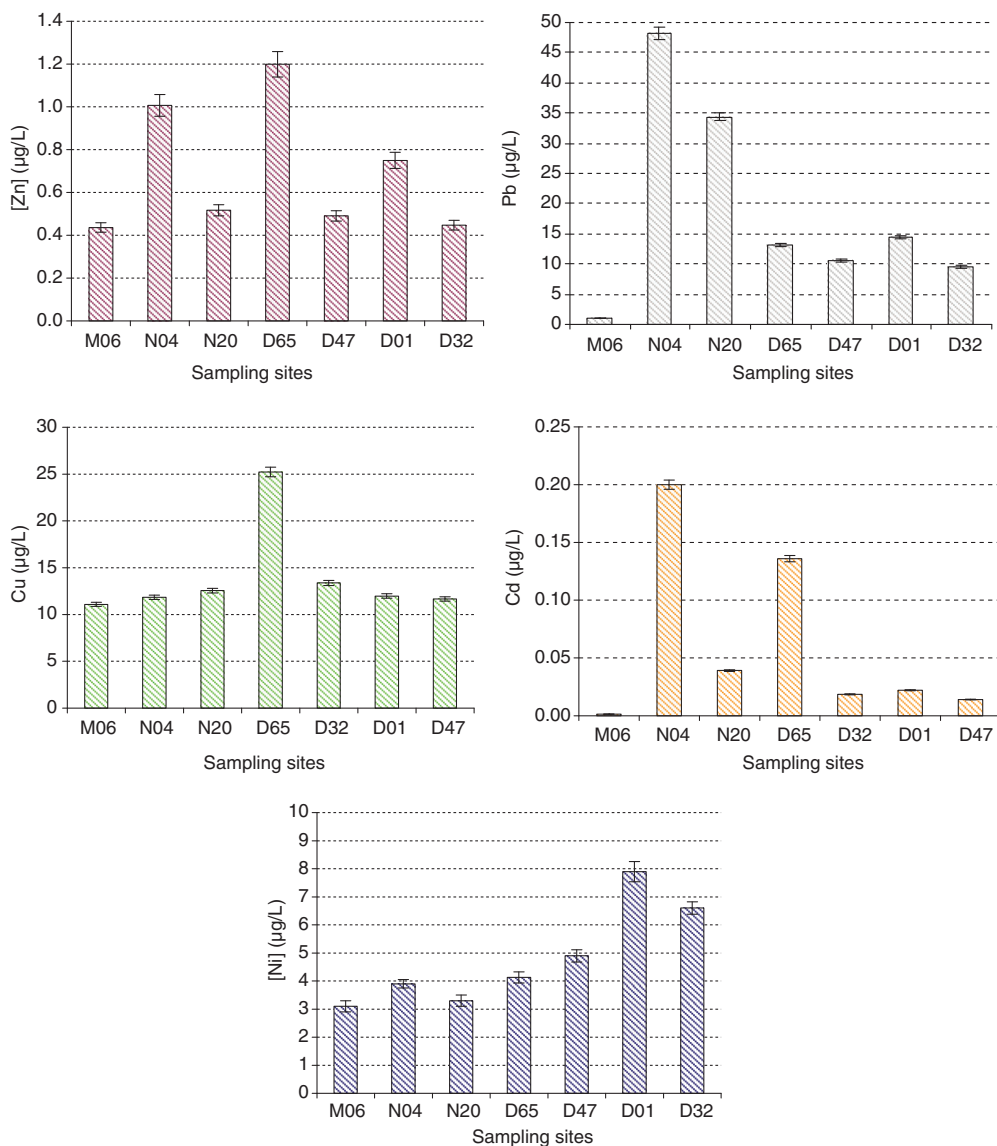 1.4
1.2
1.0
0.8
0.6
0.4
0.2
0.0
[Zn] (µg/L)
M06 N04 N20 D65 D47 D01 D32
Sampling sites
50
45
40
35
30
25
20
15
10
5
0
Pb (µg/L)
M06 N04 N20 D65 D47 D01 D32
Sampling sites
30
25
20
15
10
5
0
Cu (µg/L)
M06 N04 N20 D65 D32 D01 D47
Sampling sites
0.25
0.20
0.15
0.10
0.05
0.00
Cd (µg/L)
M06 N04 N20 D65 D32 D01 D47
Sampling sites
10
9
8
7
6
5
4
3
2
1
0
[Ni] (µg/L)
M06 N04 N20 D65 D47 D01 D32
Sampling sites